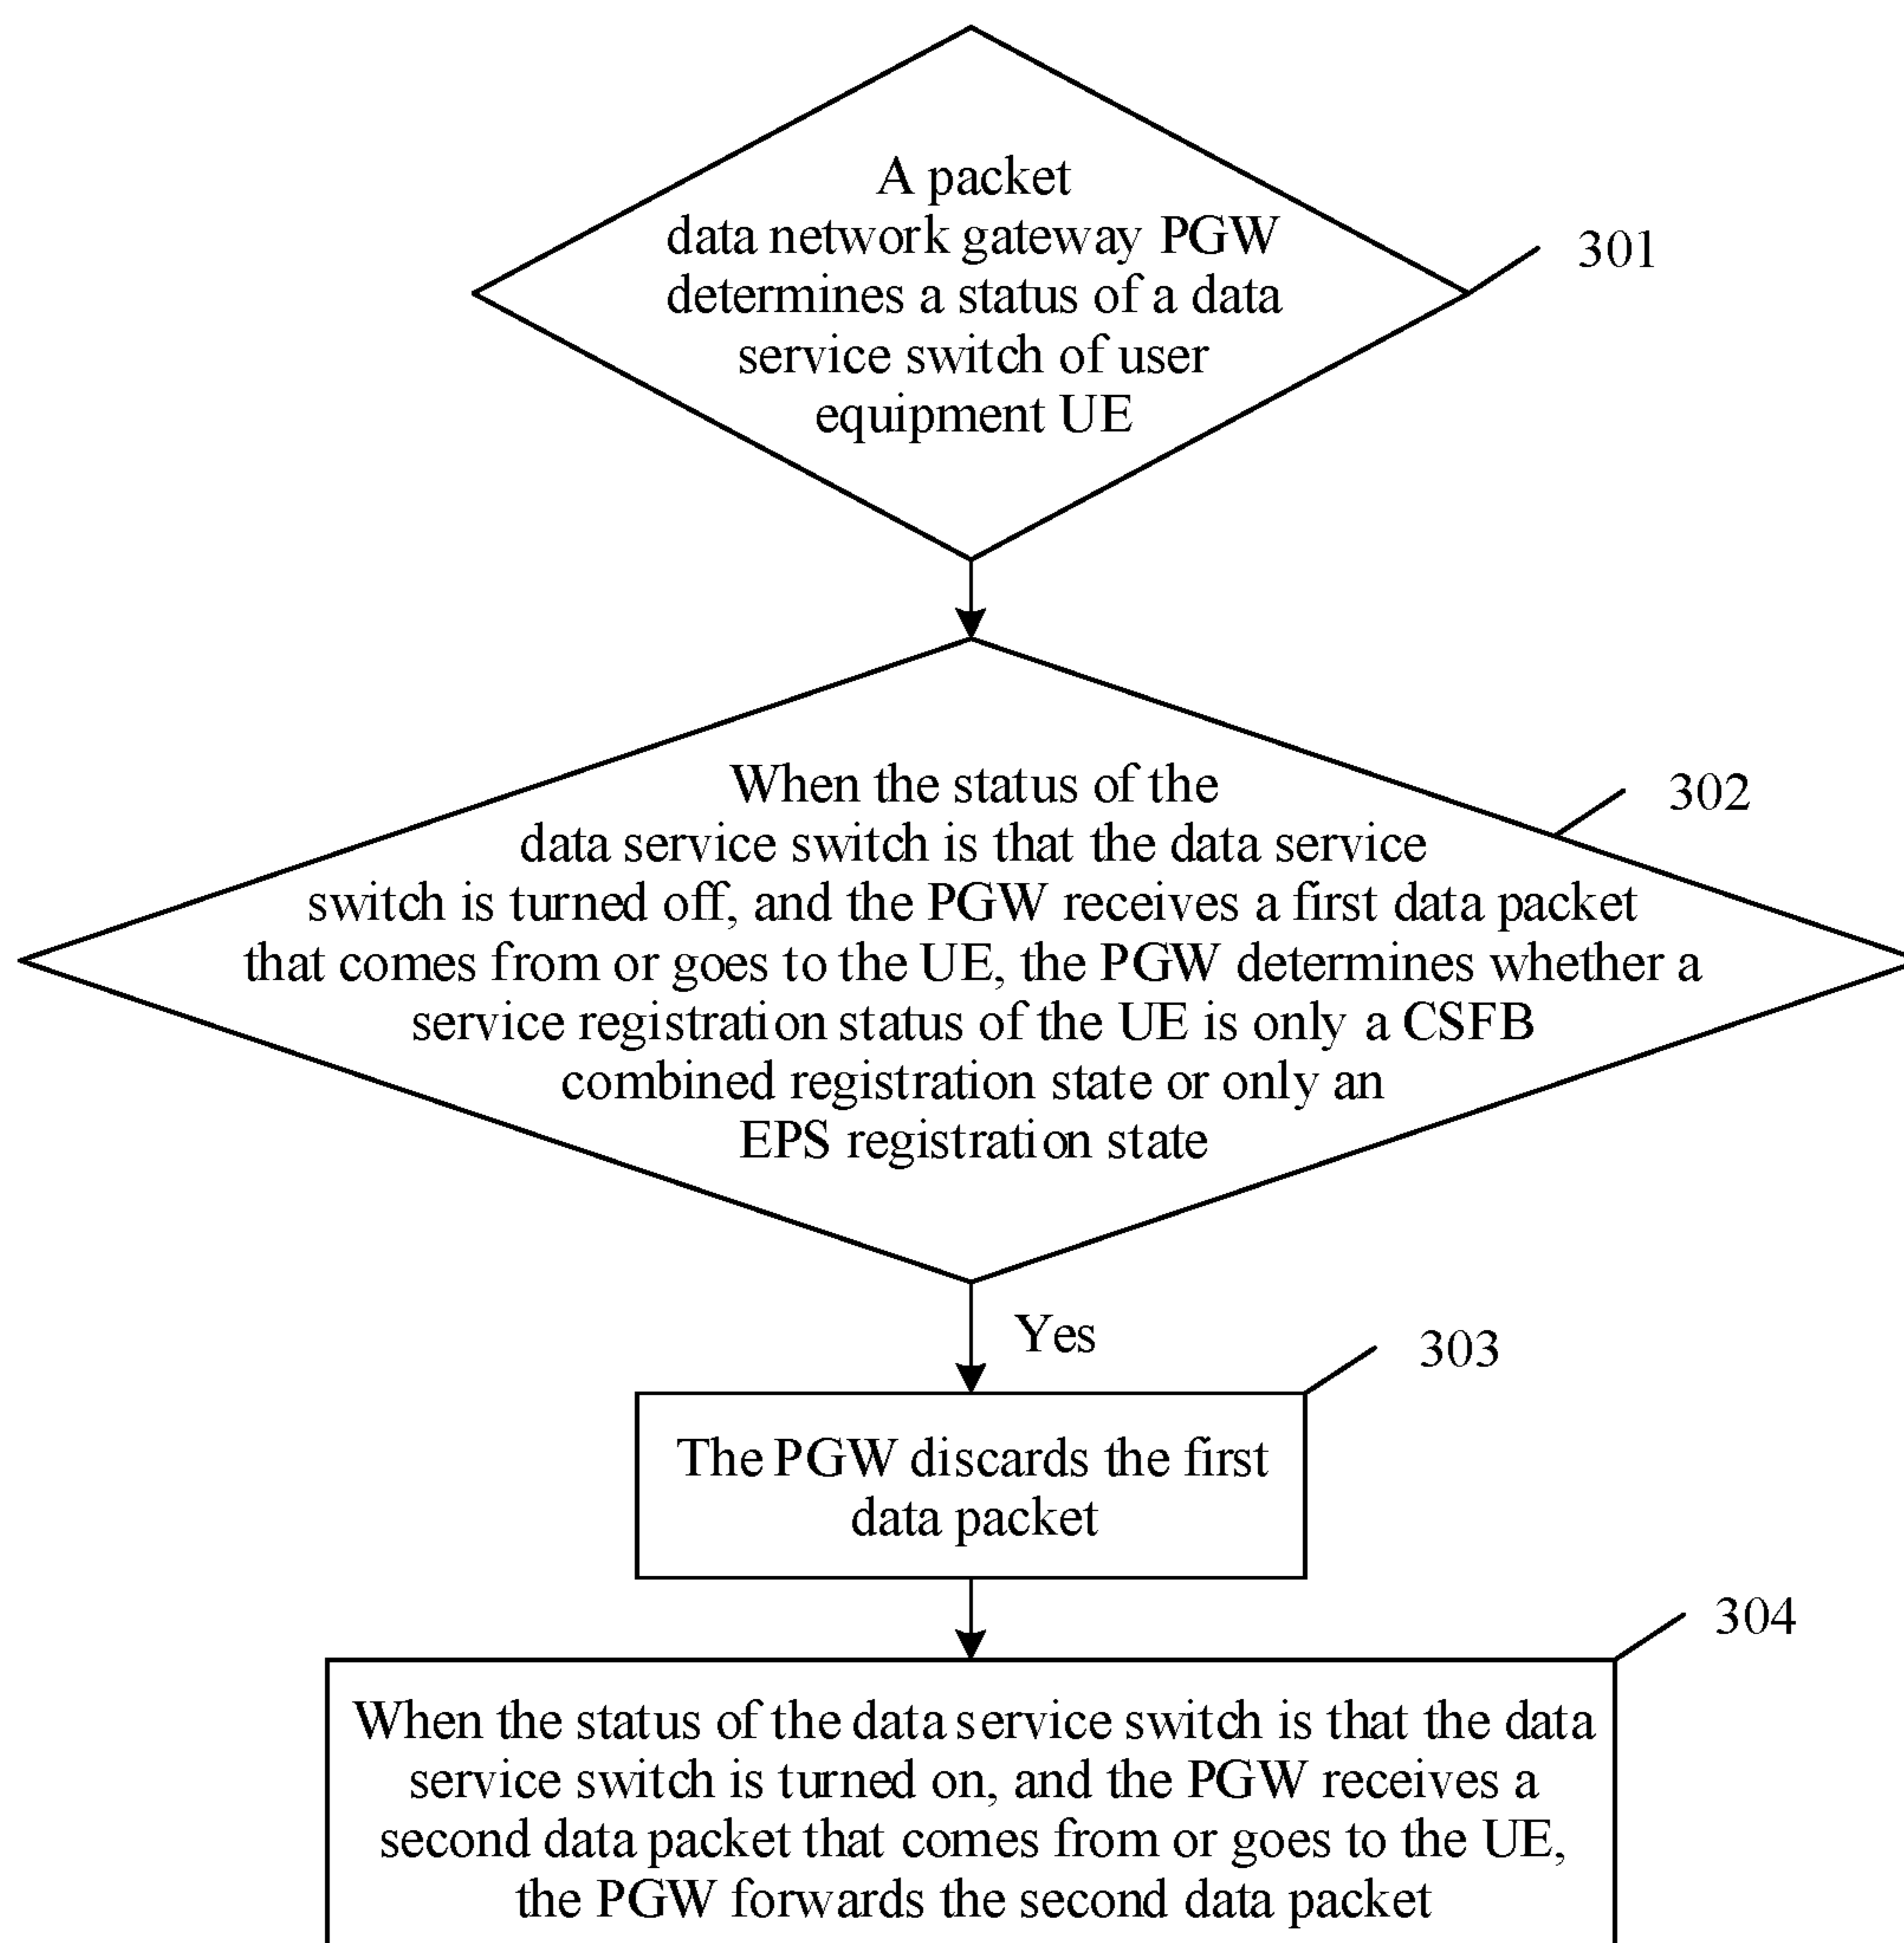 A packet
data network gateway PGW
determines a status of a data
service switch of user
equipment UE
301
When the status of the
data service switch is that the data service
switch is turned off, and the PGW receives a first data packet
that comes from or goes to the UE, the PGW determines whether a
service registration status of the UE is only a CSFB
combined registration state or only an
EPS registration state
302
Yes
303
The PGW discards the first
data packet
304
When the status of the data service switch is that the data
service switch is turned on, and the PGW receives a
second data packet that comes from or goes to the UE,
the PGW forwards the second data packet